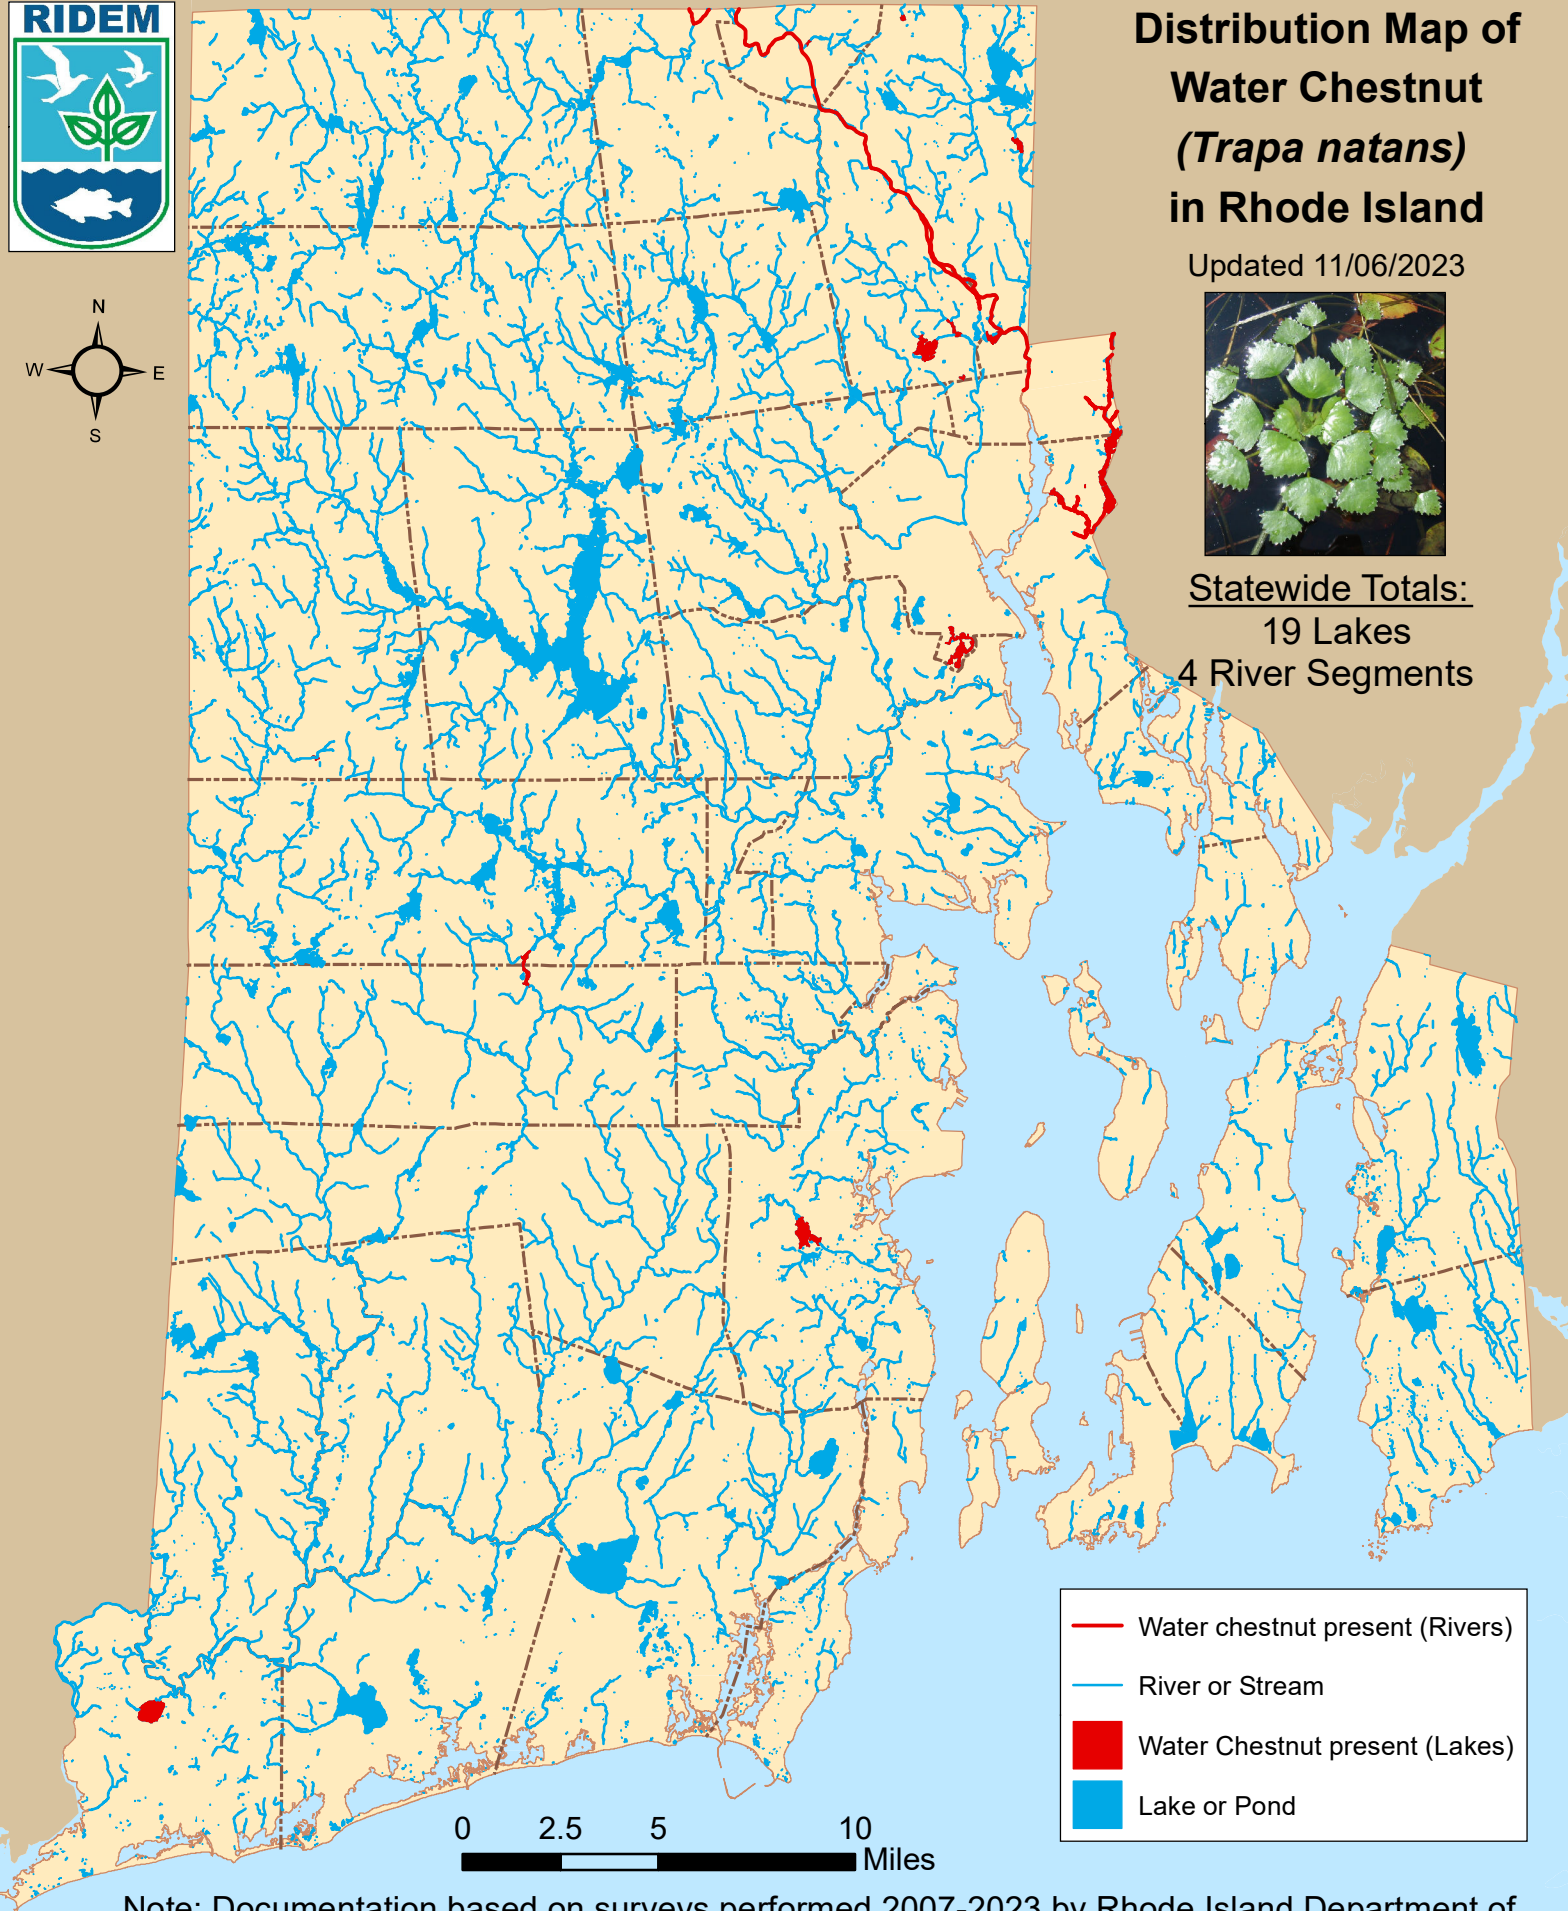 RIDEM
Distribution Map of
Water Chestnut
(Trapa natans)
in Rhode Island
Updated 11/06/2023
N
W
E
S
Statewide Totals:
19 Lakes
4 River Segments
Water chestnut present (Rivers)
River or Stream
Water Chestnut present (Lakes)
Lake or Pond
0 2.5 5 10
Miles
Note: Documentation based on surveys performed 2007-2023 by Rhode Island Department of